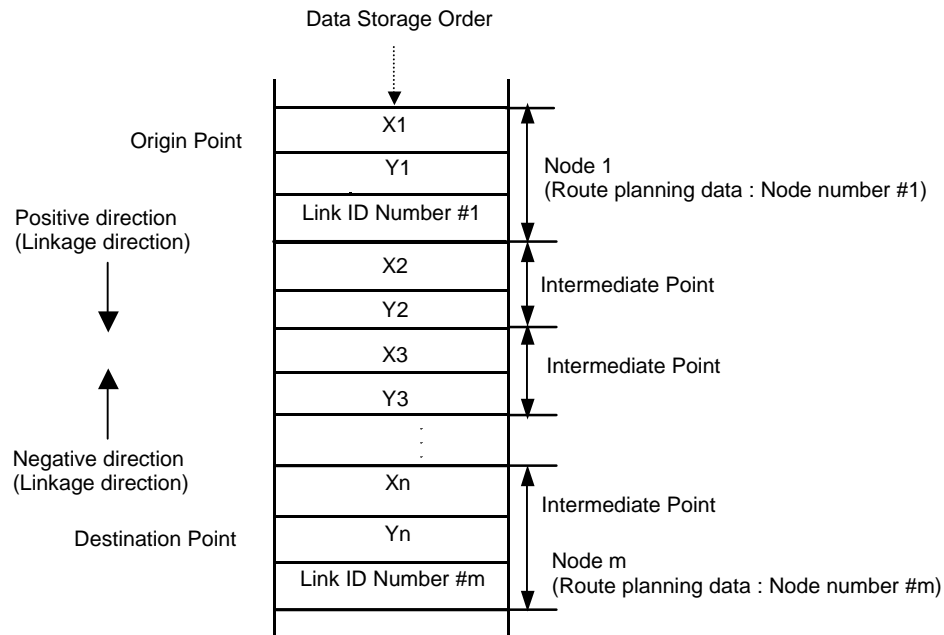 Data Storage Order
X1
Origin Point
Y1
Node 1
(Route planning data : Node number #1)
Link ID Number #1
Positive direction
(Linkage direction)
X2
Intermediate Point
Y2
X3
Intermediate Point
Y3
Negative direction
(Linkage direction)
Xn
Intermediate Point
Yn
Destination Point
Node m
(Route planning data : Node number #m)
Link ID Number #m